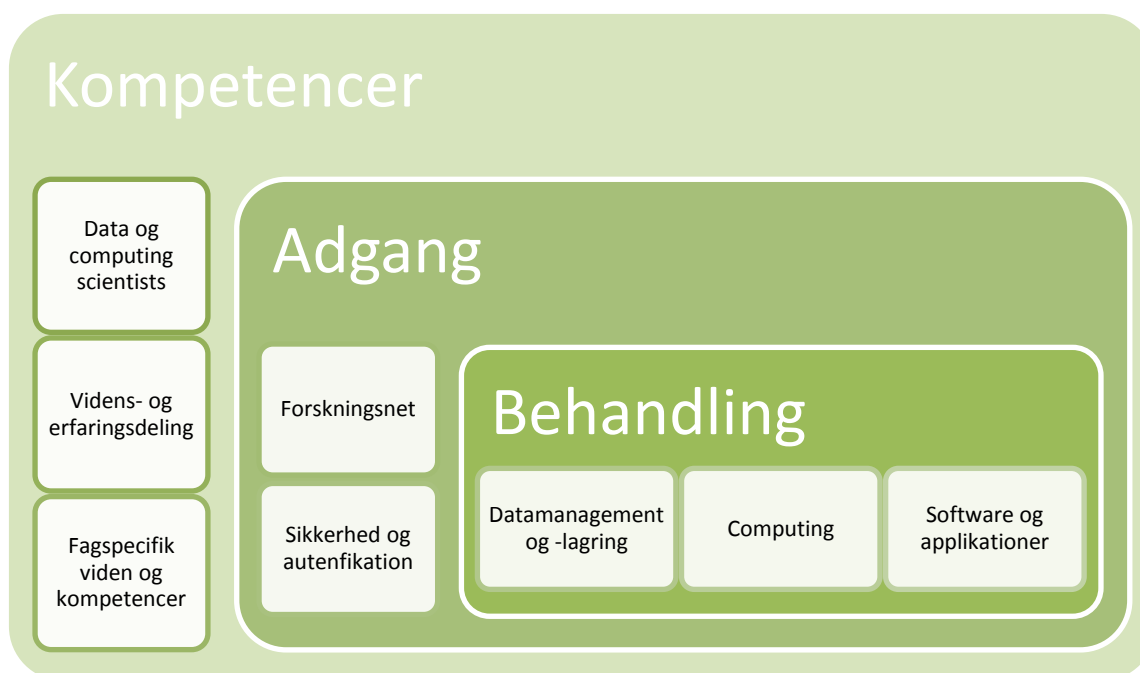 Kompetencer
Data og
computing
scientists
Videns- og
erfaringsdeling
Fagspecifik
viden og
kompetencer
Adgang
Forskningsnet
Sikkerhed og
autenfikation
Behandling
Datamanagement
og -lagring
Computing
Software og
applikationer